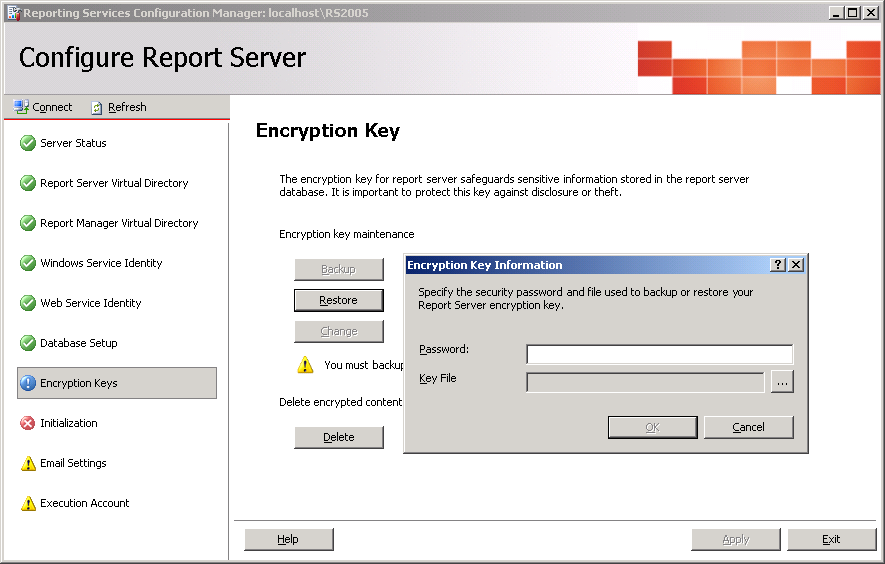 Reporting Services Configuration Manager: localhost\RS2005
Configure Report Server
Connect Refresh
Server Status
Report Server Virtual Directory
Report Manager Virtual Directory
Windows Service Identity
Web Service Identity
Database Setup
Encryption Keys
Initialization
Email Settings
Execution Account
Encryption Key
The encryption key for report server safeguards sensitive information stored in the report server
database. It is important to protect this key against disclosure or theft.
Encryption key maintenance
Backup
Restore
Change
You must backup
Delete encrypted content
Delete
Encryption Key Information
Specify the security password and file used to backup or restore your
Report Server encryption key.
Password:
Key File
...
OK Cancel
Help Apply Exit